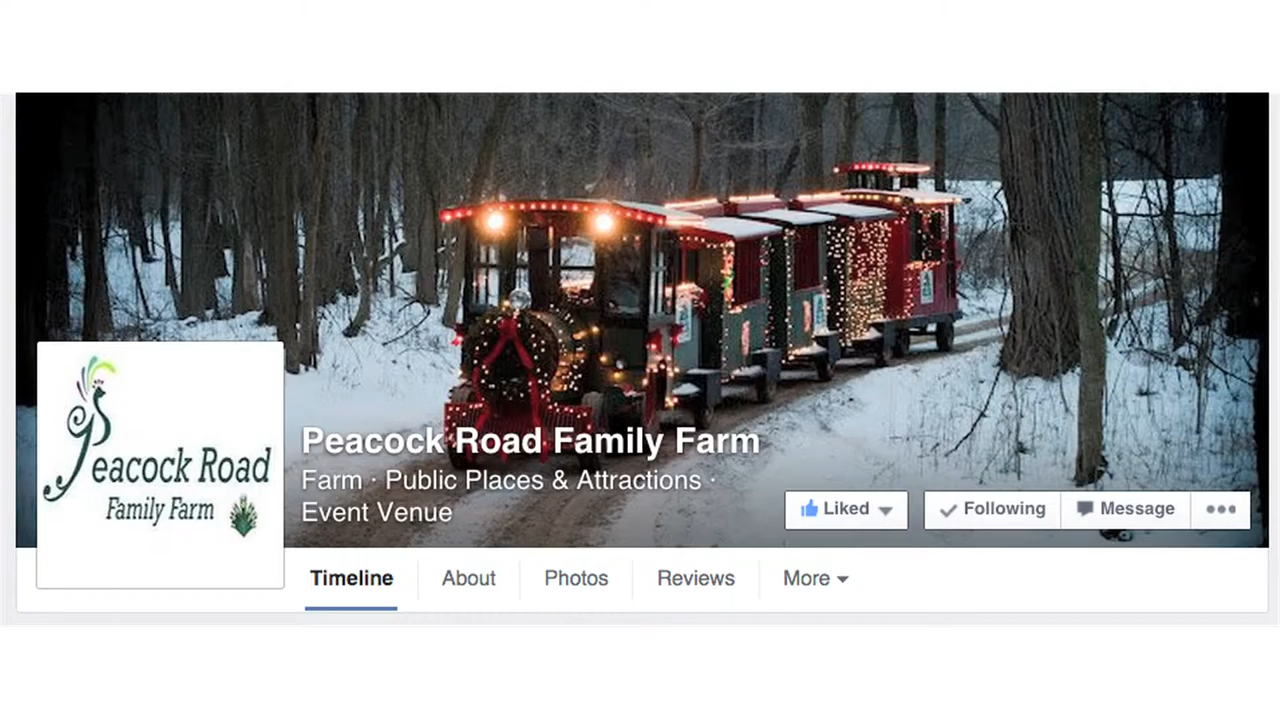 Peacock Road
Family Farm
Peacock Road Family Farm
Farm · Public Places & Attractions ·
Event Venue
Liked
Following
Message
Timeline
About
Photos
Reviews
More